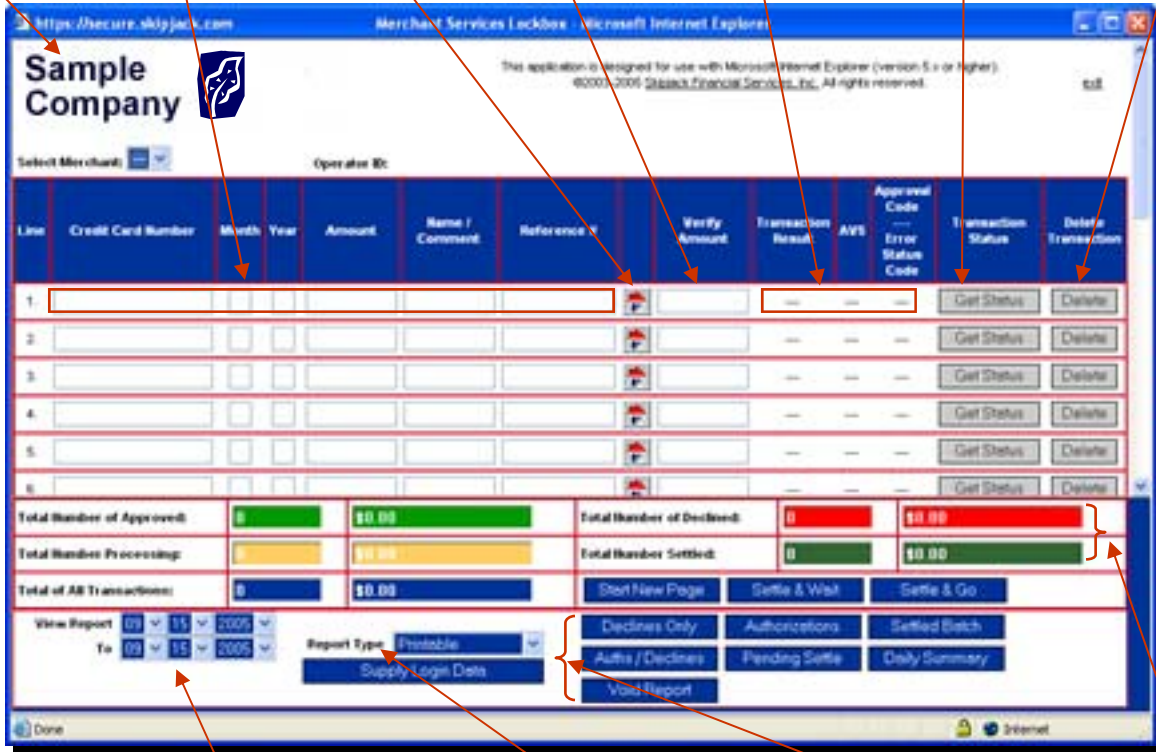 https://secure.skipjack.com Merchant Services Lockbox - Microsoft Internet Explorer
Sample
Company
This application is designed for use with Microsoft Internet Explorer (version 5.x or higher).
©2003-2005 Skipjack Financial Services, Inc. All rights reserved.
exit
Select Merchant: --- Operator ID:
Line Credit Card Number Month Year Amount Name / Comment Reference # Verify Amount Transaction Result AVS Approval Code ---- Error Status Code Transaction Status Delete Transaction
1. --- --- --- Get Status Delete
2. --- --- --- Get Status Delete
3. --- --- --- Get Status Delete
4. --- --- --- Get Status Delete
5. --- --- --- Get Status Delete
6. --- --- --- Get Status Delete
Total Number of Approved: 0 $0.00 Total Number of Declined: 0 $0.00
Total Number Processing: 0 $0.00 Total Number Settled: 0 $0.00
Total of All Transactions: 0 $0.00 Start New Page Settle & Wait Settle & Go
View Report 09 15 2005 Declines Only Authorizations Settled Batch
To 09 15 2005 Report Type Printable Auths / Declines Pending Settle Daily Summary
Supply Login Data Void Report
Done Internet